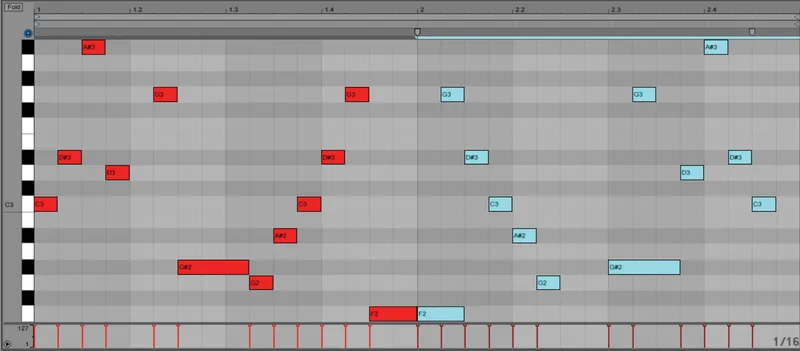 Fold 1 1.2 1.3 1.4 2 2.2 2.3 2.4
A#3 A#3
G3 G3 G3 G3
D#3 D#3 D#3 D#3
D3 D3
C3 C3 C3 C3 C3
A#2 A#2
G#2 G#2
G2 G2
F2 F2
127
1 1/16